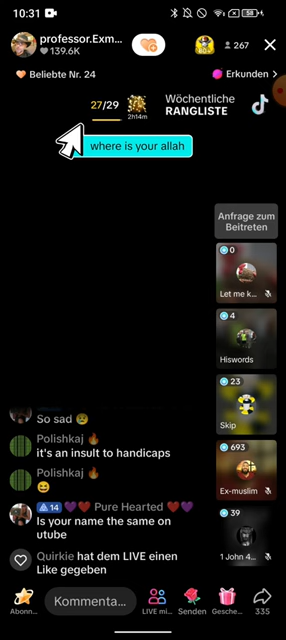 10:31
58
professor.Exm...
139.6K
267
Beliebte Nr. 24
Erkunden >
27/29
2h14m
Wöchentliche
RANGLISTE
where is your allah
Anfrage zum
Beitreten
0
Let me k...
4
Hiswords
23
Skip
693
Ex-muslim
39
1 John 4...
So sad 😢
Polishkaj 🔥
it's an insult to handicaps
Polishkaj 🔥
😆
14 💜❤️ Pure Hearted ❤️💜
Is your name the same on
utube
Quirkie hat dem LIVE einen
Like gegeben
Abonn...
Kommenta...
LIVE mi...
Senden
Gesche...
335